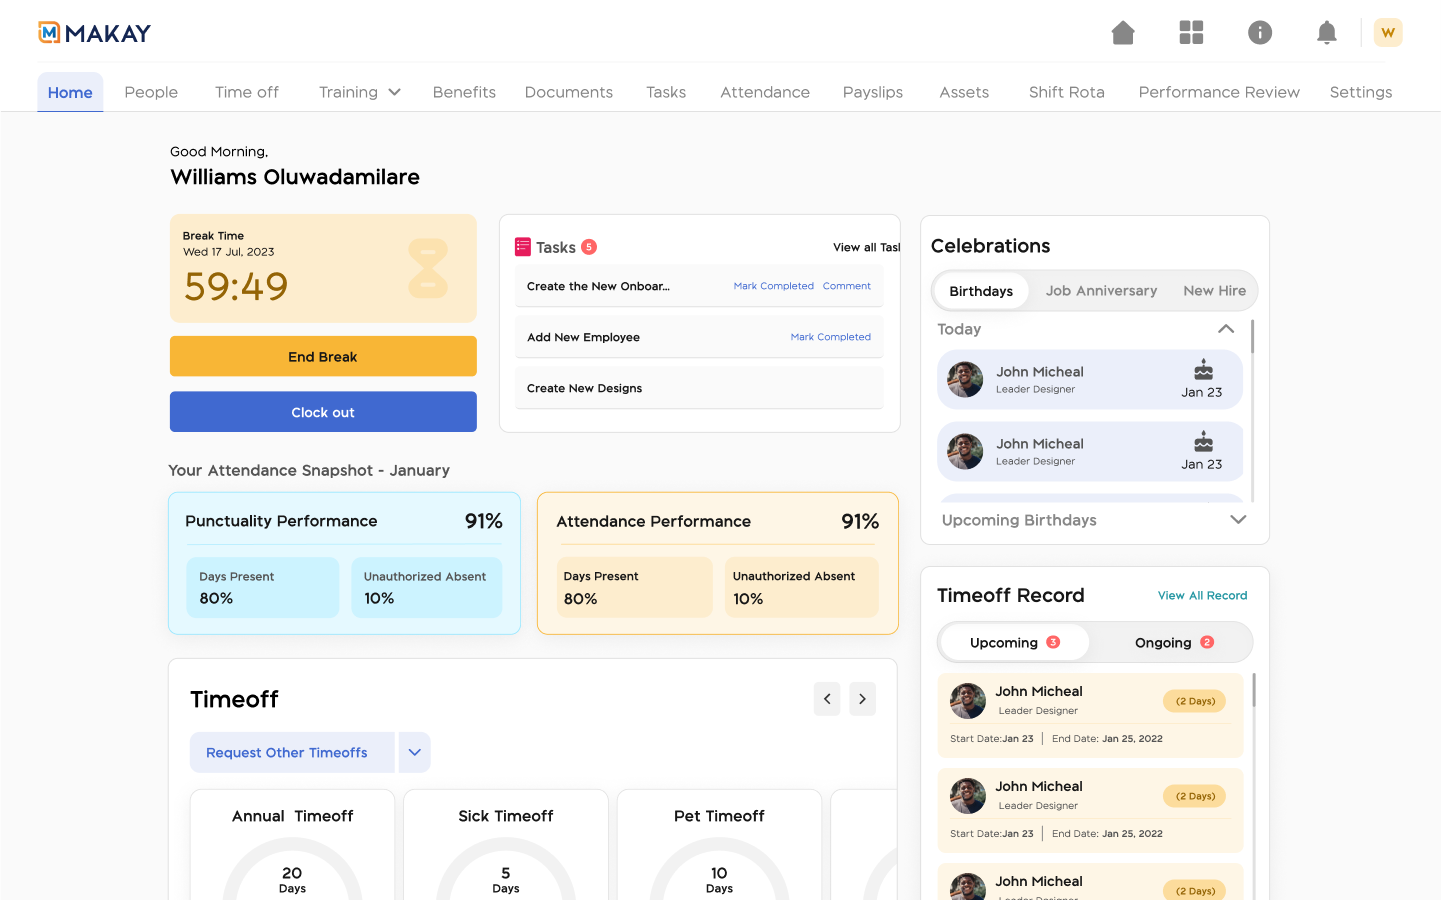 MAKAY
W
Home People Time off Training Benefits Documents Tasks Attendance Payslips Assets Shift Rota Performance Review Settings
Good Morning,
Williams Oluwadamilare
Break Time
Wed 17 Jul, 2023
59:49
End Break
Clock out
Tasks 5
View all Tasl
Create the New Onboar... Mark Completed Comment
Add New Employee Mark Completed
Create New Designs
Your Attendance Snapshot - January
Punctuality Performance 91%
Days Present
80%
Unauthorized Absent
10%
Attendance Performance 91%
Days Present
80%
Unauthorized Absent
10%
Timeoff
Request Other Timeoffs
Annual Timeoff
20
Days
Sick Timeoff
5
Days
Pet Timeoff
10
Days
Celebrations
Birthdays Job Anniversary New Hire
Today
John Micheal
Leader Designer
Jan 23
John Micheal
Leader Designer
Jan 23
Upcoming Birthdays
Timeoff Record View All Record
Upcoming 3 Ongoing 2
John Micheal
Leader Designer
(2 Days)
Start Date:Jan 23 | End Date: Jan 25, 2022
John Micheal
Leader Designer
(2 Days)
Start Date:Jan 23 | End Date: Jan 25, 2022
John Micheal
Leader Designer
(2 Days)